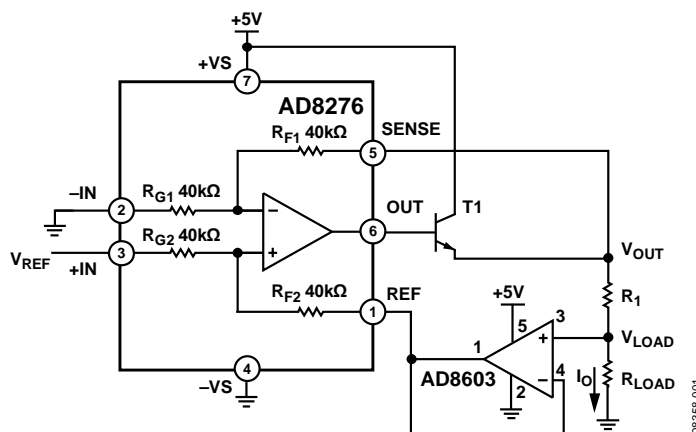 +5V
+VS
7
AD8276
RF1 40kΩ
SENSE
5
–IN
RG1 40kΩ
2
–
OUT
T1
6
VREF
3
+IN
RG2 40kΩ
+
VOUT
RF2 40kΩ
REF
1
+5V
R1
5
3
1
+
VLOAD
4
–VS
AD8603
–
4
2
IO
RLOAD
08358-001